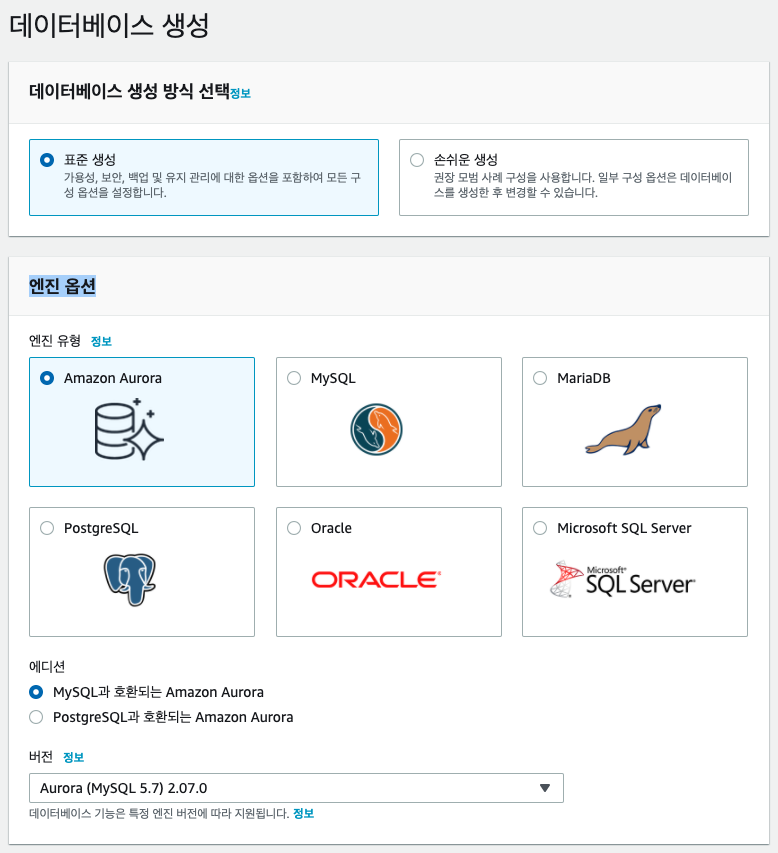 데이터베이스 생성
데이터베이스 생성 방식 선택정보
표준 생성
가용성, 보안, 백업 및 유지 관리에 대한 옵션을 포함하여 모든 구
성 옵션을 설정합니다.
손쉬운 생성
권장 모범 사례 구성을 사용합니다. 일부 구성 옵션은 데이터베이
스를 생성한 후 변경할 수 있습니다.
엔진 옵션
엔진 유형 정보
Amazon Aurora
MySQL
MariaDB
PostgreSQL
Oracle
ORACLE®
Microsoft SQL Server
Microsoft®
SQL Server®
에디션
MySQL과 호환되는 Amazon Aurora
PostgreSQL과 호환되는 Amazon Aurora
버전 정보
Aurora (MySQL 5.7) 2.07.0
데이터베이스 기능은 특정 엔진 버전에 따라 지원됩니다. 정보